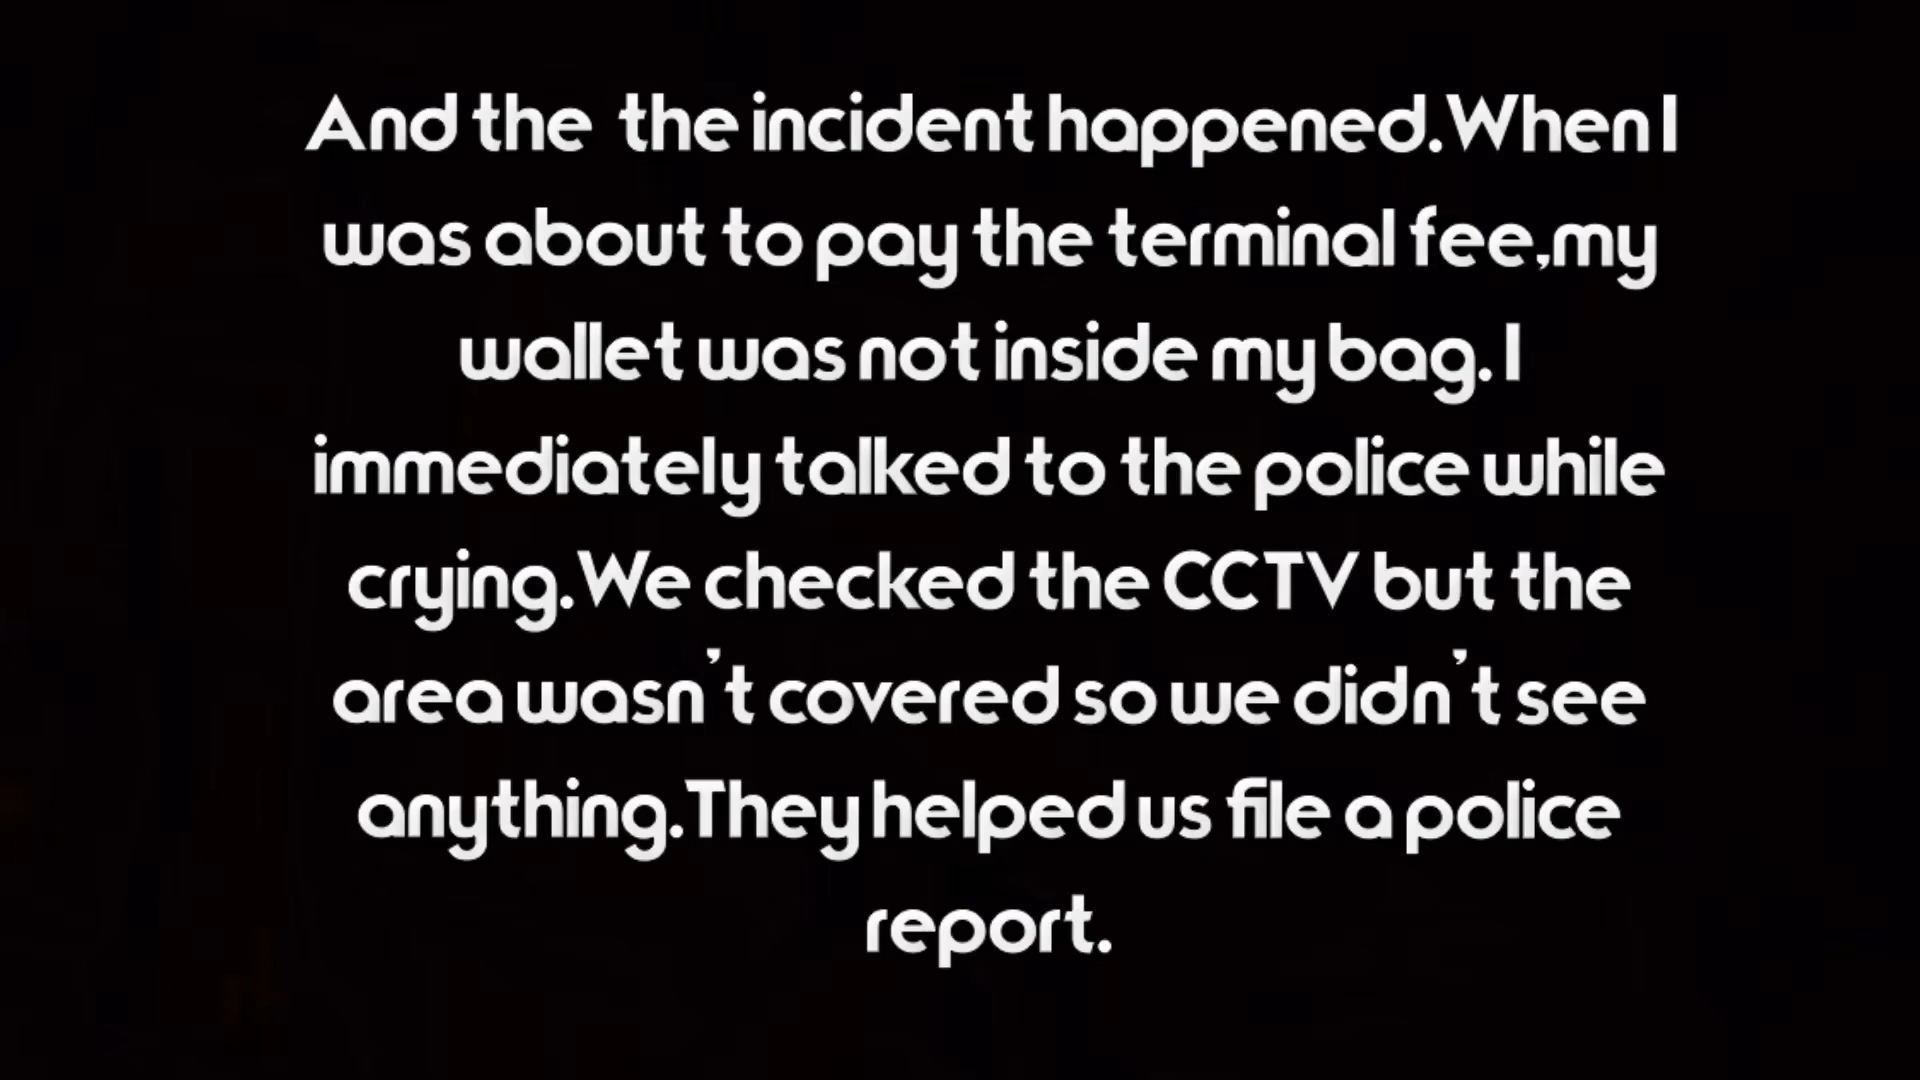 And the  the incident happened.When I
was about to pay the terminal fee,my
wallet was not inside my bag. I
immediately talked to the police while
crying.We checked the CCTV but the
area wasn't covered so we didn't see
anything.They helped us file a police
report.